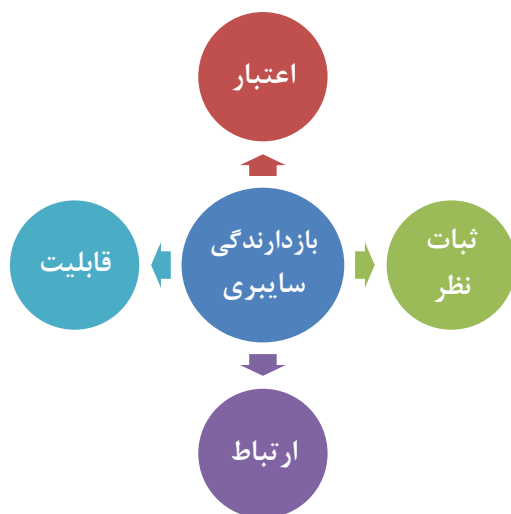 اعتبار
ثبات
نظر
بازدارندگی
سایبری
قابلیت
ارتباط